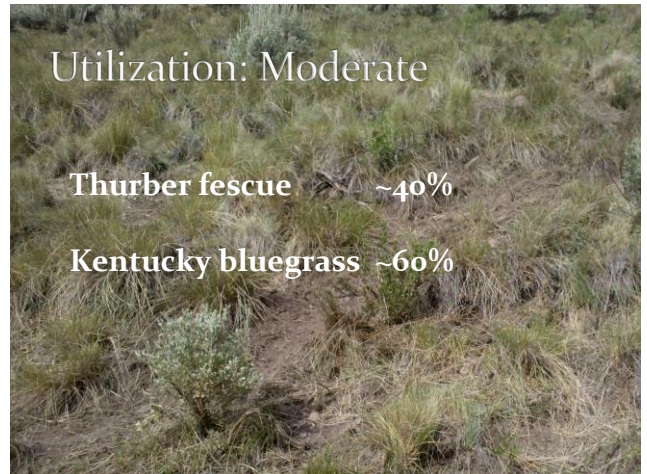 Utilization: Moderate
Thurber fescue ~40%
Kentucky bluegrass ~60%